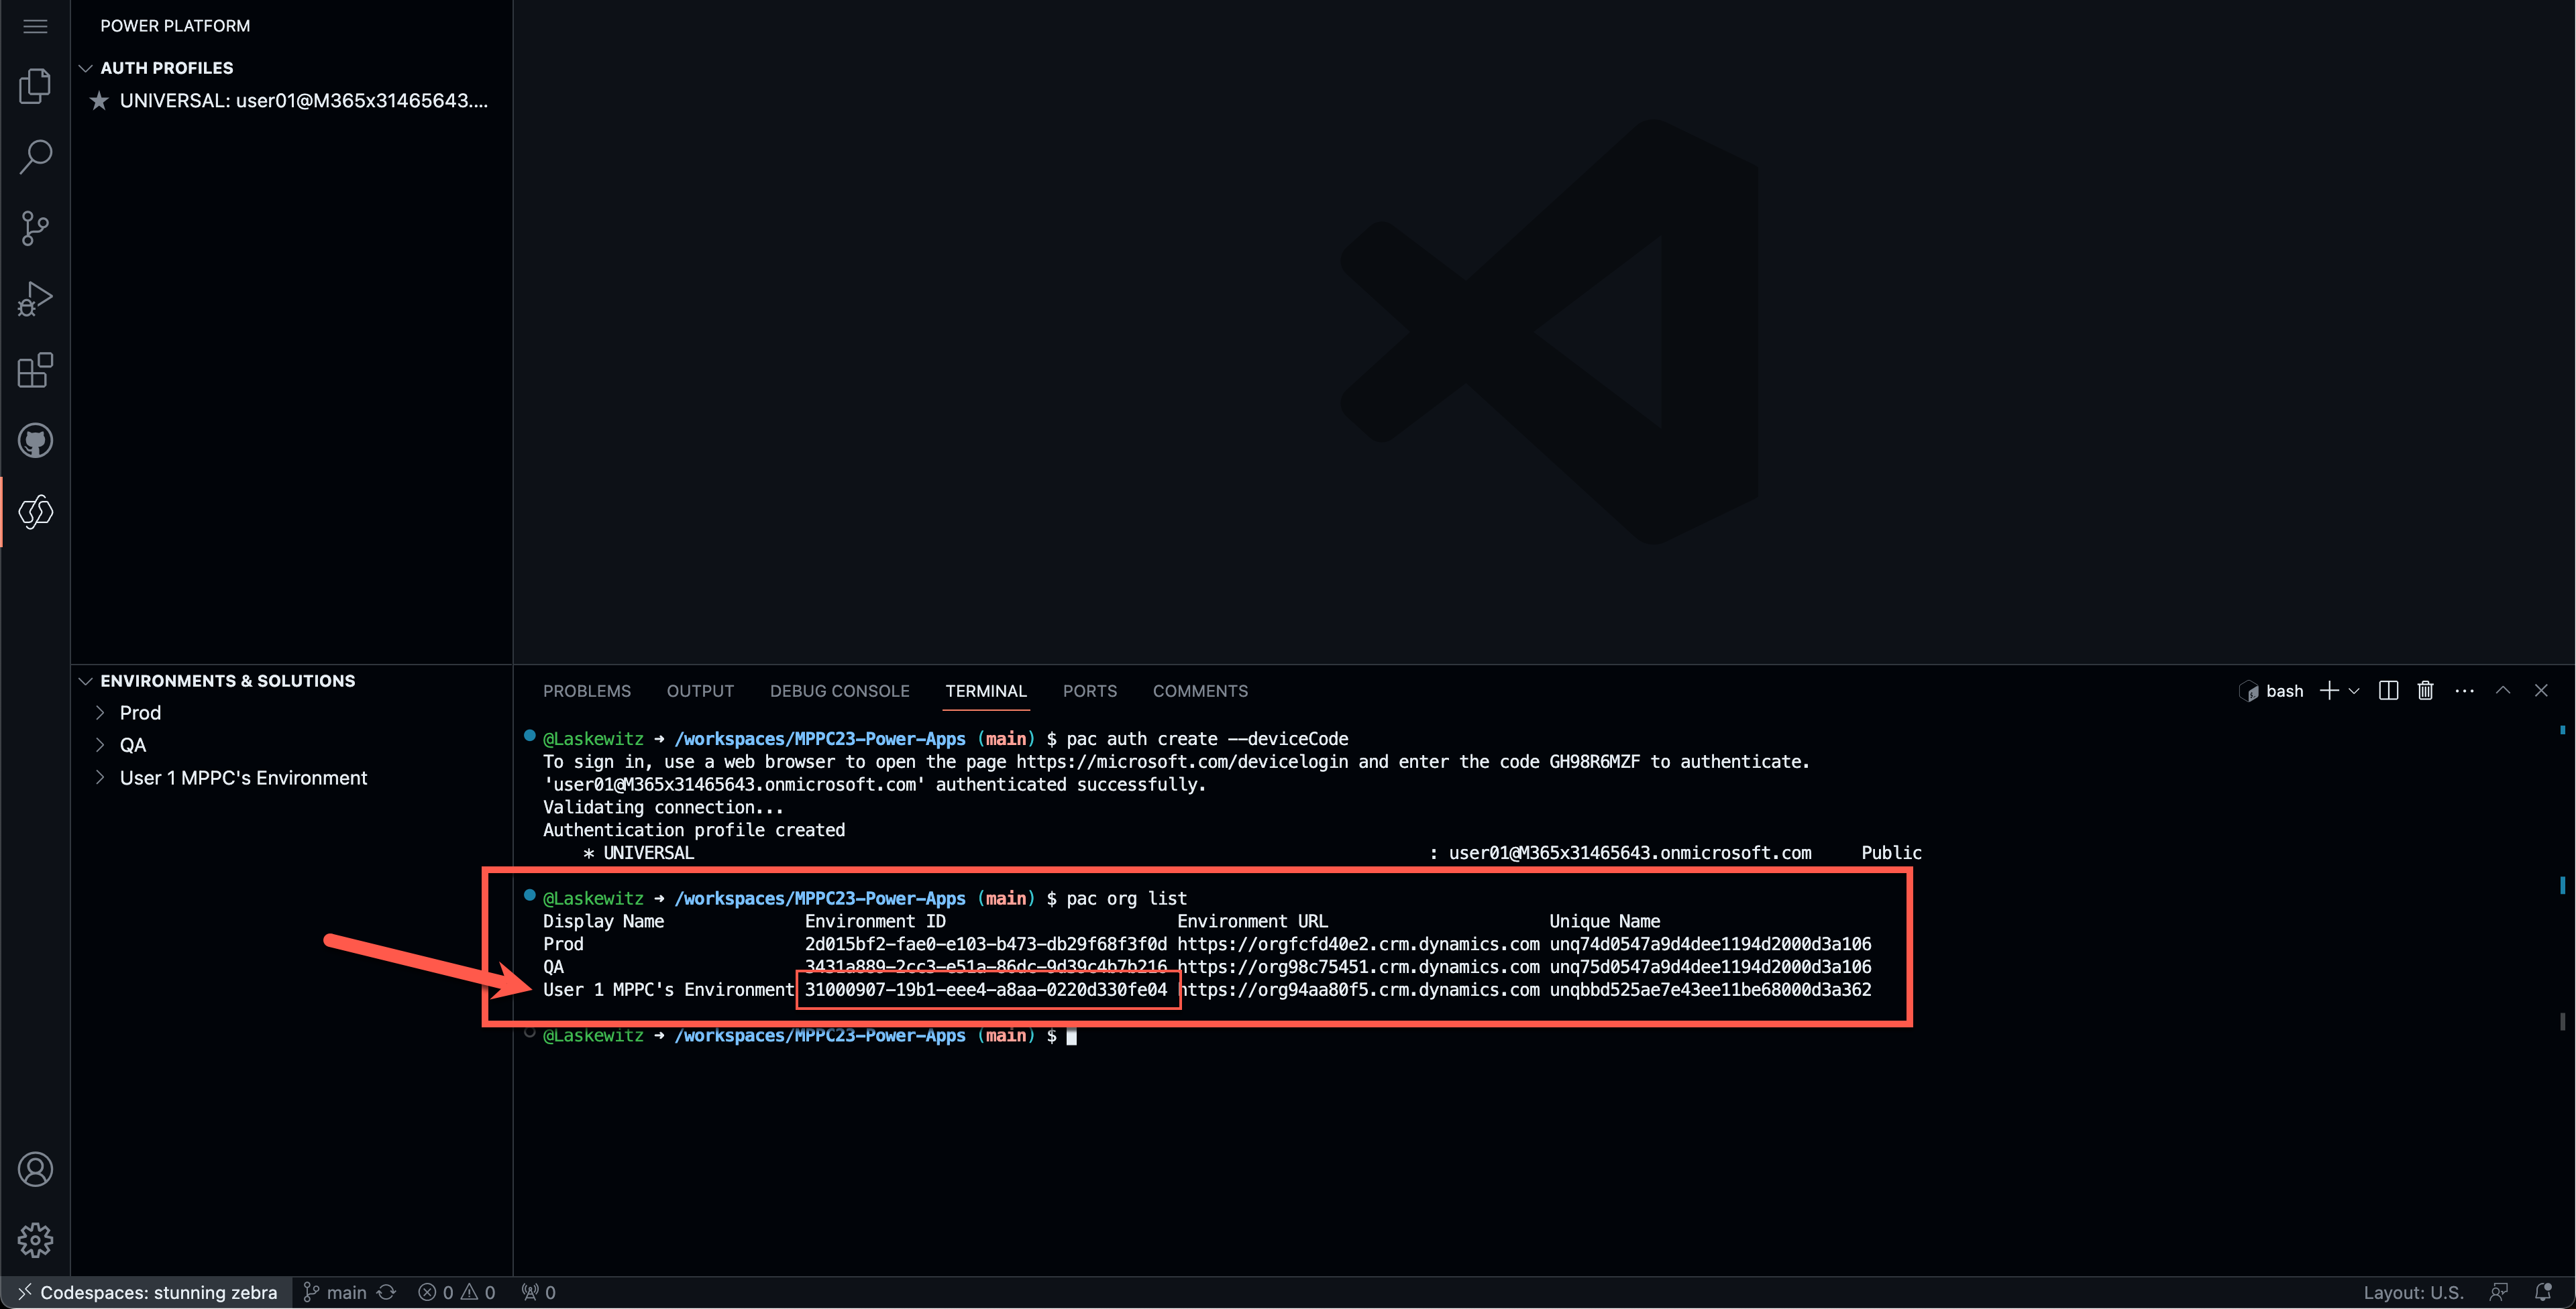 POWER PLATFORM
AUTH PROFILES
UNIVERSAL: user01@M365x31465643....
ENVIRONMENTS & SOLUTIONS
Prod
QA
User 1 MPPC's Environment
PROBLEMS OUTPUT DEBUG CONSOLE TERMINAL PORTS COMMENTS bash
@Laskewitz → /workspaces/MPPC23-Power-Apps (main) $ pac auth create --deviceCode
To sign in, use a web browser to open the page https://microsoft.com/devicelogin and enter the code GH98R6MZF to authenticate.
'user01@M365x31465643.onmicrosoft.com' authenticated successfully.
Validating connection...
Authentication profile created
* UNIVERSAL : user01@M365x31465643.onmicrosoft.com Public
@Laskewitz → /workspaces/MPPC23-Power-Apps (main) $ pac org list
Display Name Environment ID Environment URL Unique Name
Prod 2d015bf2-fae0-e103-b473-db29f68f3f0d https://orgfcfd40e2.crm.dynamics.com unq74d0547a9d4dee1194d2000d3a106
QA 3431a889-2cc3-e51a-86dc-9d39c4b7b216 https://org98c75451.crm.dynamics.com unq75d0547a9d4dee1194d2000d3a106
User 1 MPPC's Environment 31000907-19b1-eee4-a8aa-0220d330fe04 https://org94aa80f5.crm.dynamics.com unqbbd525ae7e43ee11be68000d3a362
@Laskewitz → /workspaces/MPPC23-Power-Apps (main) $
Codespaces: stunning zebra main 0 0 0 Layout: U.S.